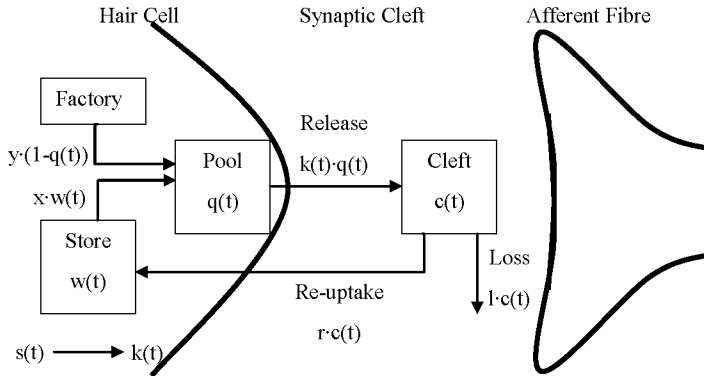 Hair Cell
Synaptic Cleft
Afferent Fibre
Factory
y·(1-q(t))
x·w(t)
Pool
q(t)
Release
k(t)·q(t)
Cleft
c(t)
Store
w(t)
Re-uptake
r·c(t)
Loss
l·c(t)
s(t)
k(t)